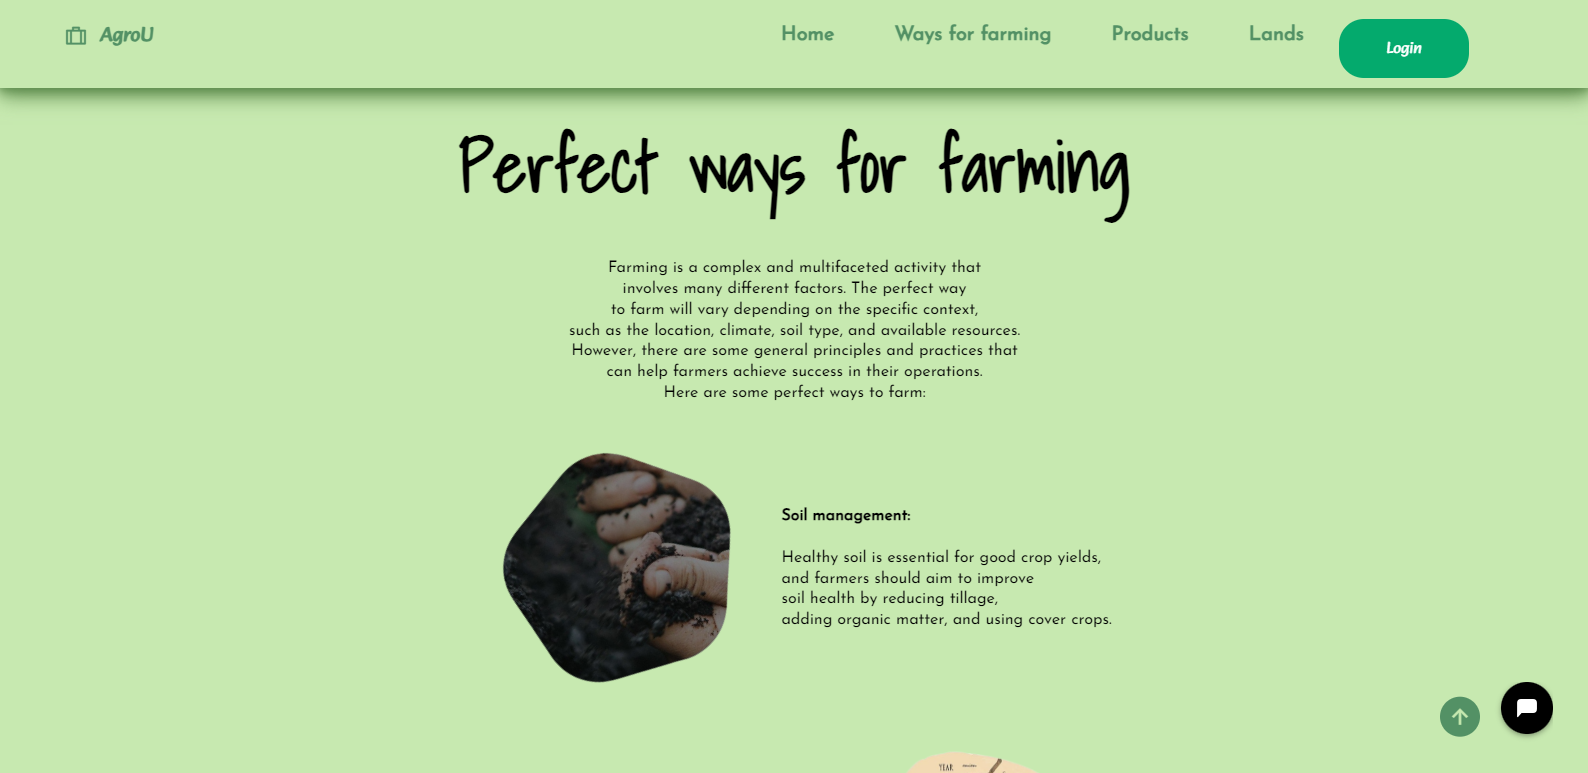 AgroU
Home
Ways for farming
Products
Lands
Login
Perfect ways for farming
Farming is a complex and multifaceted activity that
involves many different factors. The perfect way
to farm will vary depending on the specific context,
such as the location, climate, soil type, and available resources.
However, there are some general principles and practices that
can help farmers achieve success in their operations.
Here are some perfect ways to farm:
Soil management:
Healthy soil is essential for good crop yields,
and farmers should aim to improve
soil health by reducing tillage,
adding organic matter, and using cover crops.
YEAR